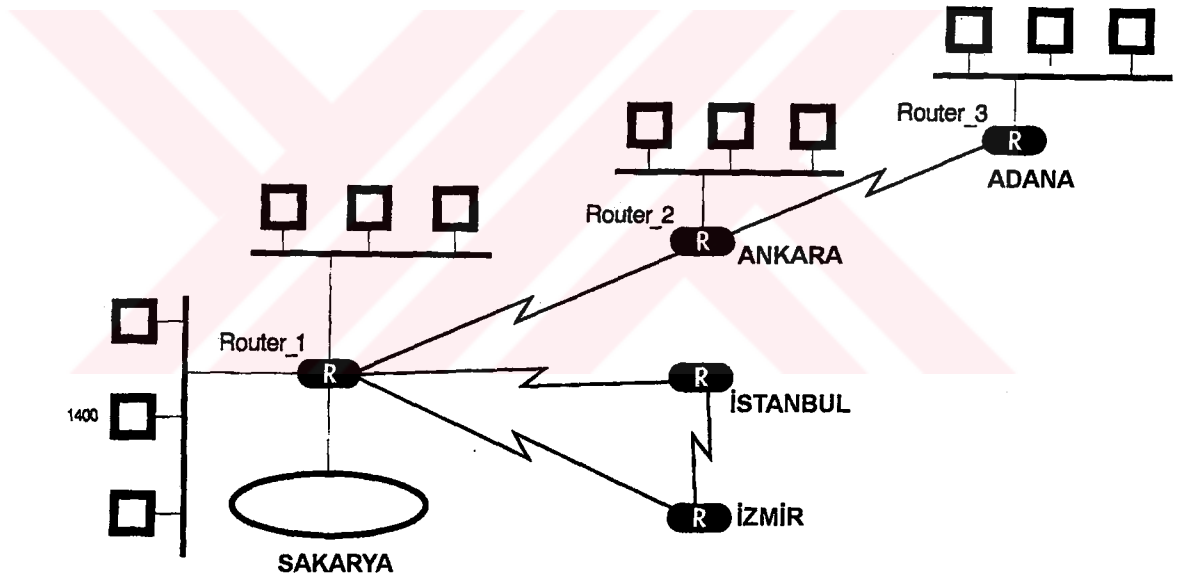 Router_3
R
ADANA
Router_2
R
ANKARA
Router_1
R
R
İSTANBUL
1400
R
İZMİR
SAKARYA